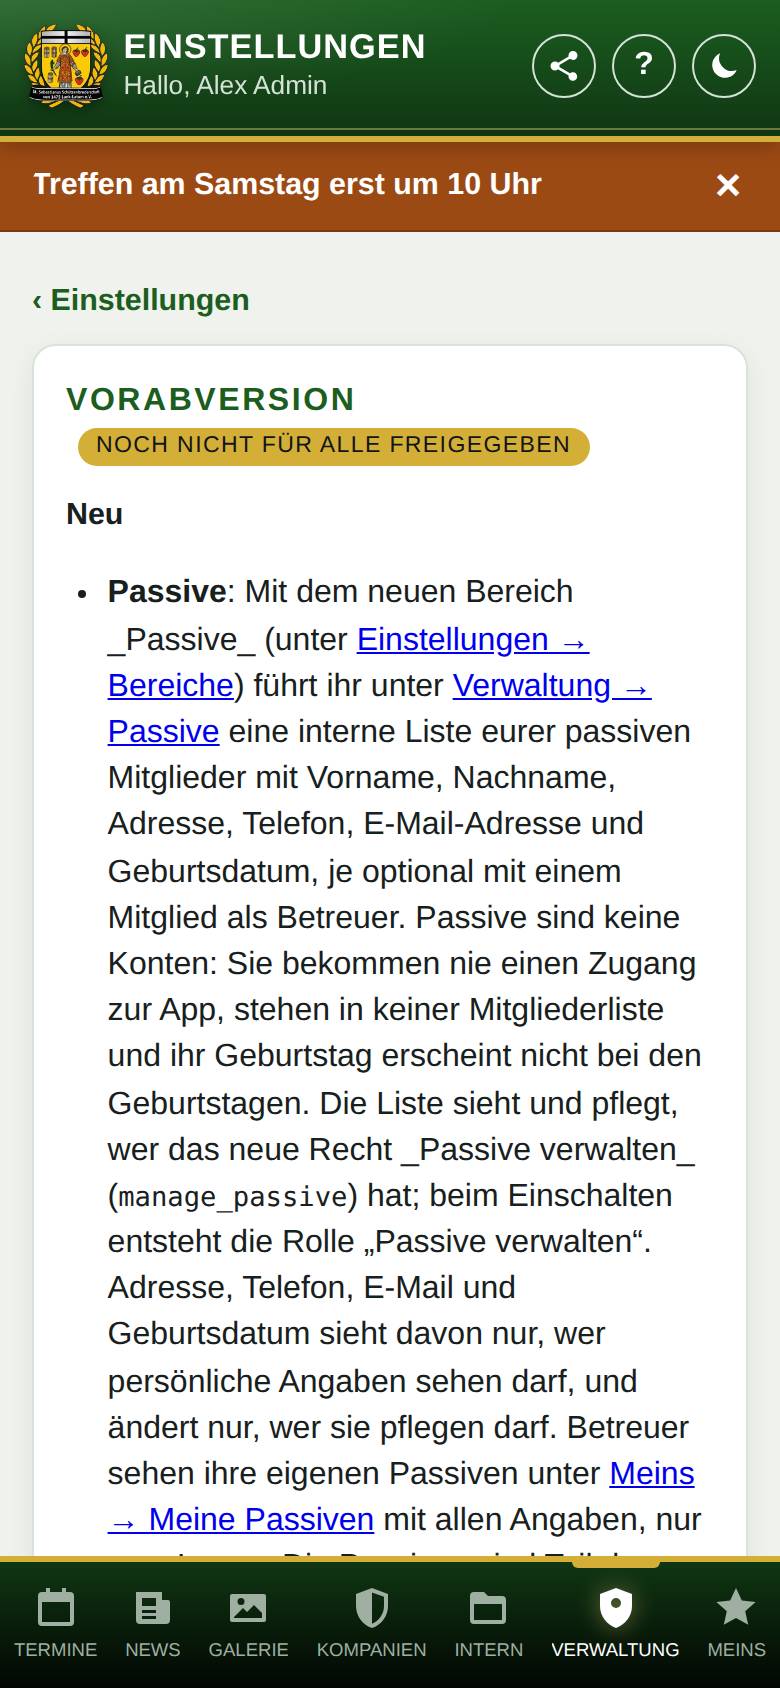 EINSTELLUNGEN
Hallo, Alex Admin
?
Treffen am Samstag erst um 10 Uhr
×
‹ Einstellungen
VORABVERSION
NOCH NICHT FÜR ALLE FREIGEGEBEN
Neu
• Passive: Mit dem neuen Bereich
_Passive_ (unter Einstellungen →
Bereiche) führt ihr unter Verwaltung →
Passive eine interne Liste eurer passiven
Mitglieder mit Vorname, Nachname,
Adresse, Telefon, E-Mail-Adresse und
Geburtsdatum, je optional mit einem
Mitglied als Betreuer. Passive sind keine
Konten: Sie bekommen nie einen Zugang
zur App, stehen in keiner Mitgliederliste
und ihr Geburtstag erscheint nicht bei den
Geburtstagen. Die Liste sieht und pflegt,
wer das neue Recht _Passive verwalten_
(manage_passive) hat; beim Einschalten
entsteht die Rolle „Passive verwalten“.
Adresse, Telefon, E-Mail und
Geburtsdatum sieht davon nur, wer
persönliche Angaben sehen darf, und
ändert nur, wer sie pflegen darf. Betreuer
sehen ihre eigenen Passiven unter Meins
→ Meine Passiven mit allen Angaben, nur
TERMINE
NEWS
GALERIE
KOMPANIEN
INTERN
VERWALTUNG
MEINS